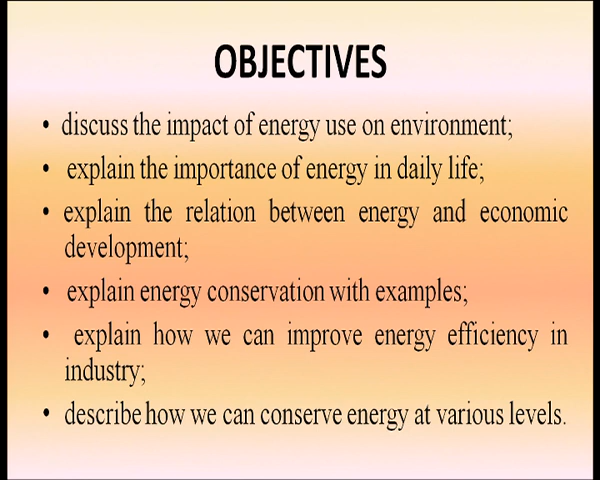 OBJECTIVES
• discuss the impact of energy use on environment;
• explain the importance of energy in daily life;
• explain the relation between energy and economic
development;
• explain energy conservation with examples;
• explain how we can improve energy efficiency in
industry;
• describe how we can conserve energy at various levels.